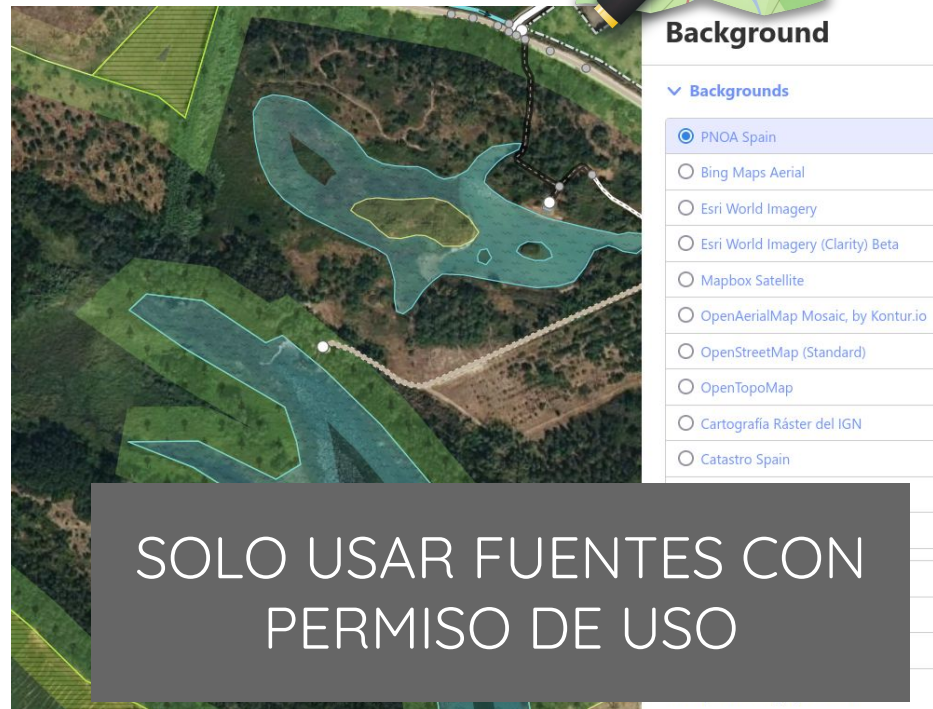 Background
Backgrounds
PNOA Spain
Bing Maps Aerial
Esri World Imagery
Esri World Imagery (Clarity) Beta
Mapbox Satellite
OpenAerialMap Mosaic, by Kontur.io
OpenStreetMap (Standard)
OpenTopoMap
Cartografía Ráster del IGN
Catastro Spain
SOLO USAR FUENTES CON
PERMISO DE USO